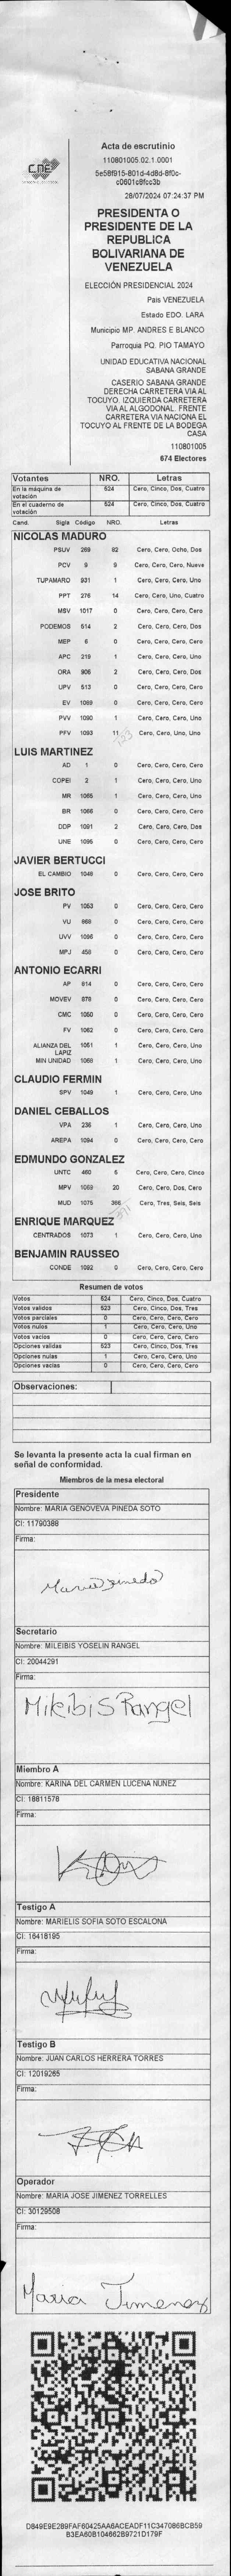 CNE
Acta de escrutinio
110801005.02.1.0001
28/07/2024 07:24:37 PM
PRESIDENTA O
PRESIDENTE DE LA
REPUBLICA
BOLIVARIANA DE
VENEZUELA
ELECCIÓN PRESIDENCIAL 2024
Pais VENEZUELA
Estado EDO. LARA
Municipio MP. ANDRES E BLANCO
Parroquia PQ. PIO TAMAYO
UNIDAD EDUCATIVA NACIONAL
SABANA GRANDE
CASERIO SABANA GRANDE
DERECHA CARRETERA VIA AL
TOCUYO. IZQUIERDA CARRETERA
VIA AL ALGODONAL. FRENTE
CARRETERA VIA NACIONA EL
TOCUYO AL FRENTE DE LA BODEGA
CASA
110801005
674 Electores
Votantes NRO. Letras
En la máquina de votación 524 Cero, Cinco, Dos, Cuatro
En el cuaderno de votación 524 Cero, Cinco, Dos, Cuatro
Cand. Sigla Código NRO. Letras
NICOLAS MADURO
PSUV 269 82 Cero, Cero, Ocho, Dos
PCV 9 9 Cero, Cero, Cero, Nueve
TUPAMARO 931 1 Cero, Cero, Cero, Uno
PPT 276 14 Cero, Cero, Uno, Cuatro
MSV 1017 0 Cero, Cero, Cero, Cero
PODEMOS 514 2 Cero, Cero, Cero, Dos
MEP 6 0 Cero, Cero, Cero, Cero
APC 219 1 Cero, Cero, Cero, Uno
ORA 906 2 Cero, Cero, Cero, Dos
UPV 513 0 Cero, Cero, Cero, Cero
EV 1089 0 Cero, Cero, Cero, Cero
PVV 1090 1 Cero, Cero, Cero, Uno
PFV 1093 11 Cero, Cero, Uno, Uno
123
LUIS MARTINEZ
AD 1 0 Cero, Cero, Cero, Cero
COPEI 2 1 Cero, Cero, Cero, Uno
MR 1065 1 Cero, Cero, Cero, Uno
BR 1066 0 Cero, Cero, Cero, Cero
DDP 1091 2 Cero, Cero, Cero, Dos
UNE 1095 0 Cero, Cero, Cero, Cero
JAVIER BERTUCCI
EL CAMBIO 1048 0 Cero, Cero, Cero, Cero
JOSE BRITO
PV 1053 0 Cero, Cero, Cero, Cero
VU 868 0 Cero, Cero, Cero, Cero
UVV 1096 0 Cero, Cero, Cero, Cero
MPJ 458 0 Cero, Cero, Cero, Cero
ANTONIO ECARRI
AP 814 0 Cero, Cero, Cero, Cero
MOVEV 878 0 Cero, Cero, Cero, Cero
CMC 1050 0 Cero, Cero, Cero, Cero
FV 1062 0 Cero, Cero, Cero, Cero
ALIANZA DEL LAPIZ 1051 1 Cero, Cero, Cero, Uno
MIN UNIDAD 1068 1 Cero, Cero, Cero, Uno
CLAUDIO FERMIN
SPV 1049 1 Cero, Cero, Cero, Uno
DANIEL CEBALLOS
VPA 236 1 Cero, Cero, Cero, Uno
AREPA 1094 0 Cero, Cero, Cero, Cero
EDMUNDO GONZALEZ
UNTC 460 5 Cero, Cero, Cero, Cinco
MPV 1069 20 Cero, Cero, Dos, Cero
MUD 1075 366 Cero, Tres, Seis, Seis
391
ENRIQUE MARQUEZ
CENTRADOS 1073 1 Cero, Cero, Cero, Uno
BENJAMIN RAUSSEO
CONDE 1092 0 Cero, Cero, Cero, Cero
Resumen de votos
Votos 524 Cero, Cinco, Dos, Cuatro
Votos validos 523 Cero, Cinco, Dos, Tres
Votos parciales 0 Cero, Cero, Cero, Cero
Votos nulos 1 Cero, Cero, Cero, Uno
Votos vacios 0 Cero, Cero, Cero, Cero
Opciones validas 523 Cero, Cinco, Dos, Tres
Opciones nulas 1 Cero, Cero, Cero, Uno
Opciones vacias 0 Cero, Cero, Cero, Cero
Observaciones:
Se levanta la presente acta la cual firman en
señal de conformidad.
Miembros de la mesa electoral
Presidente
Nombre: MARIA GENOVEVA PINEDA SOTO
CI: 11790388
Firma:
Secretario
Nombre: MILEIBIS YOSELIN RANGEL
CI: 20044291
Firma:
Mileibis Rangel
Miembro A
Nombre: KARINA DEL CARMEN LUCENA NUNEZ
CI: 18811578
Firma:
Testigo A
Nombre: MARIELIS SOFIA SOTO ESCALONA
CI: 16418195
Firma:
Testigo B
Nombre: JUAN CARLOS HERRERA TORRES
CI: 12019265
Firma:
Operador
Nombre: MARIA JOSE JIMENEZ TORRELLES
CI: 30129508
Firma:
Maria Jimenez